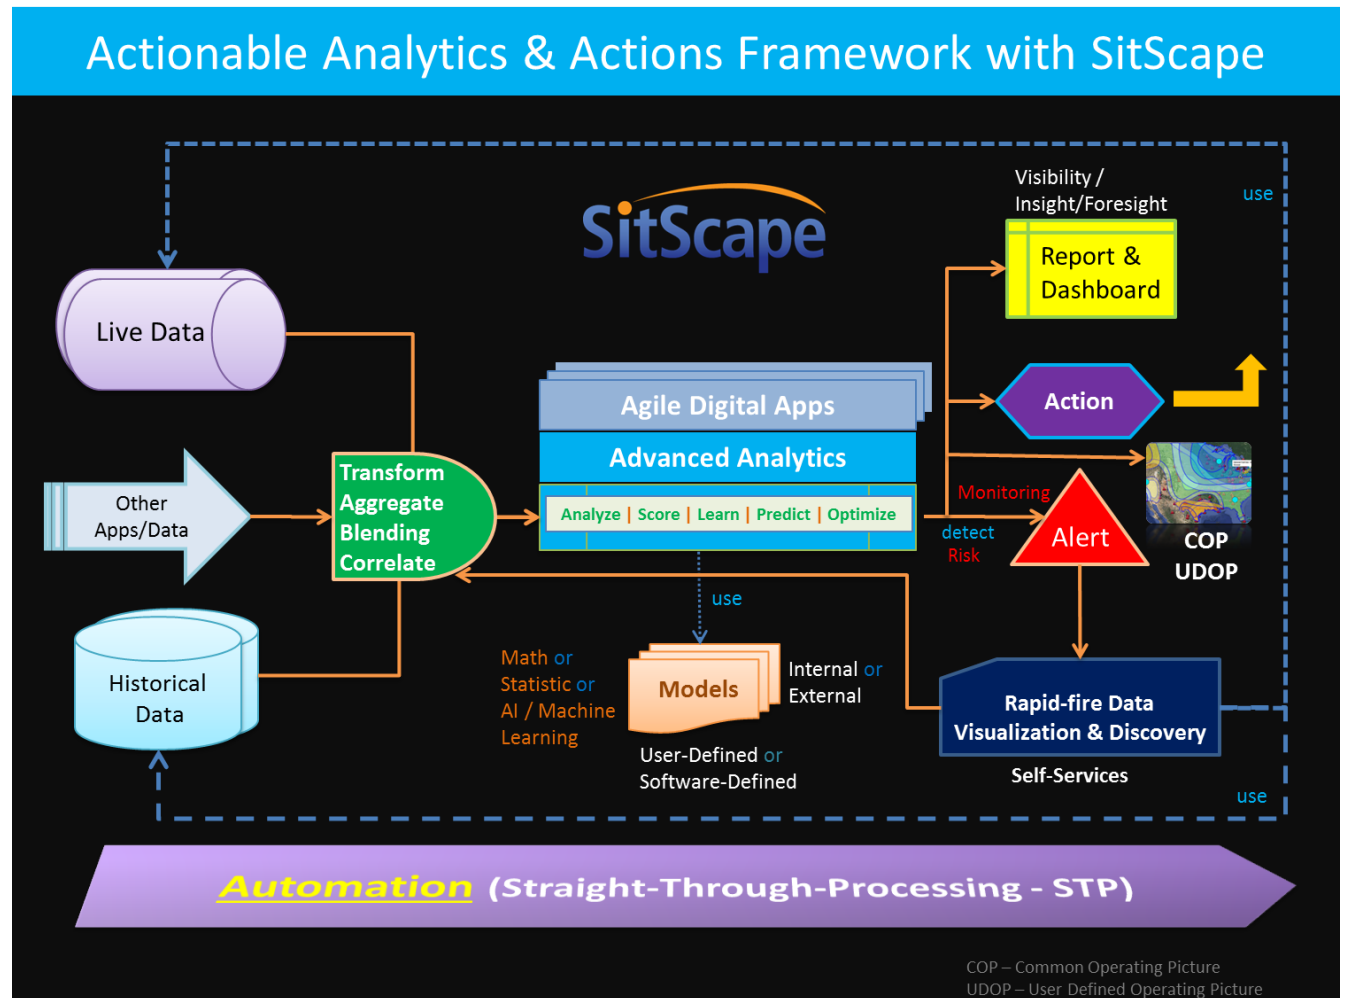 Actionable Analytics & Actions Framework with SitScape
SitScape
Visibility /
Insight/Foresight
use
Report &
Dashboard
Live Data
Agile Digital Apps
Action
Advanced Analytics
Transform
Aggregate
Blending
Correlate
Other
Apps/Data
Analyze | Score | Learn | Predict | Optimize
Monitoring
detect
Risk
Alert
COP
UDOP
use
Math or
Statistic or
AI / Machine
Learning
Models
Internal or
External
User-Defined or
Software-Defined
Historical
Data
Rapid-fire Data
Visualization & Discovery
Self-Services
use
Automation (Straight-Through-Processing - STP)
COP – Common Operating Picture
UDOP – User Defined Operating Picture